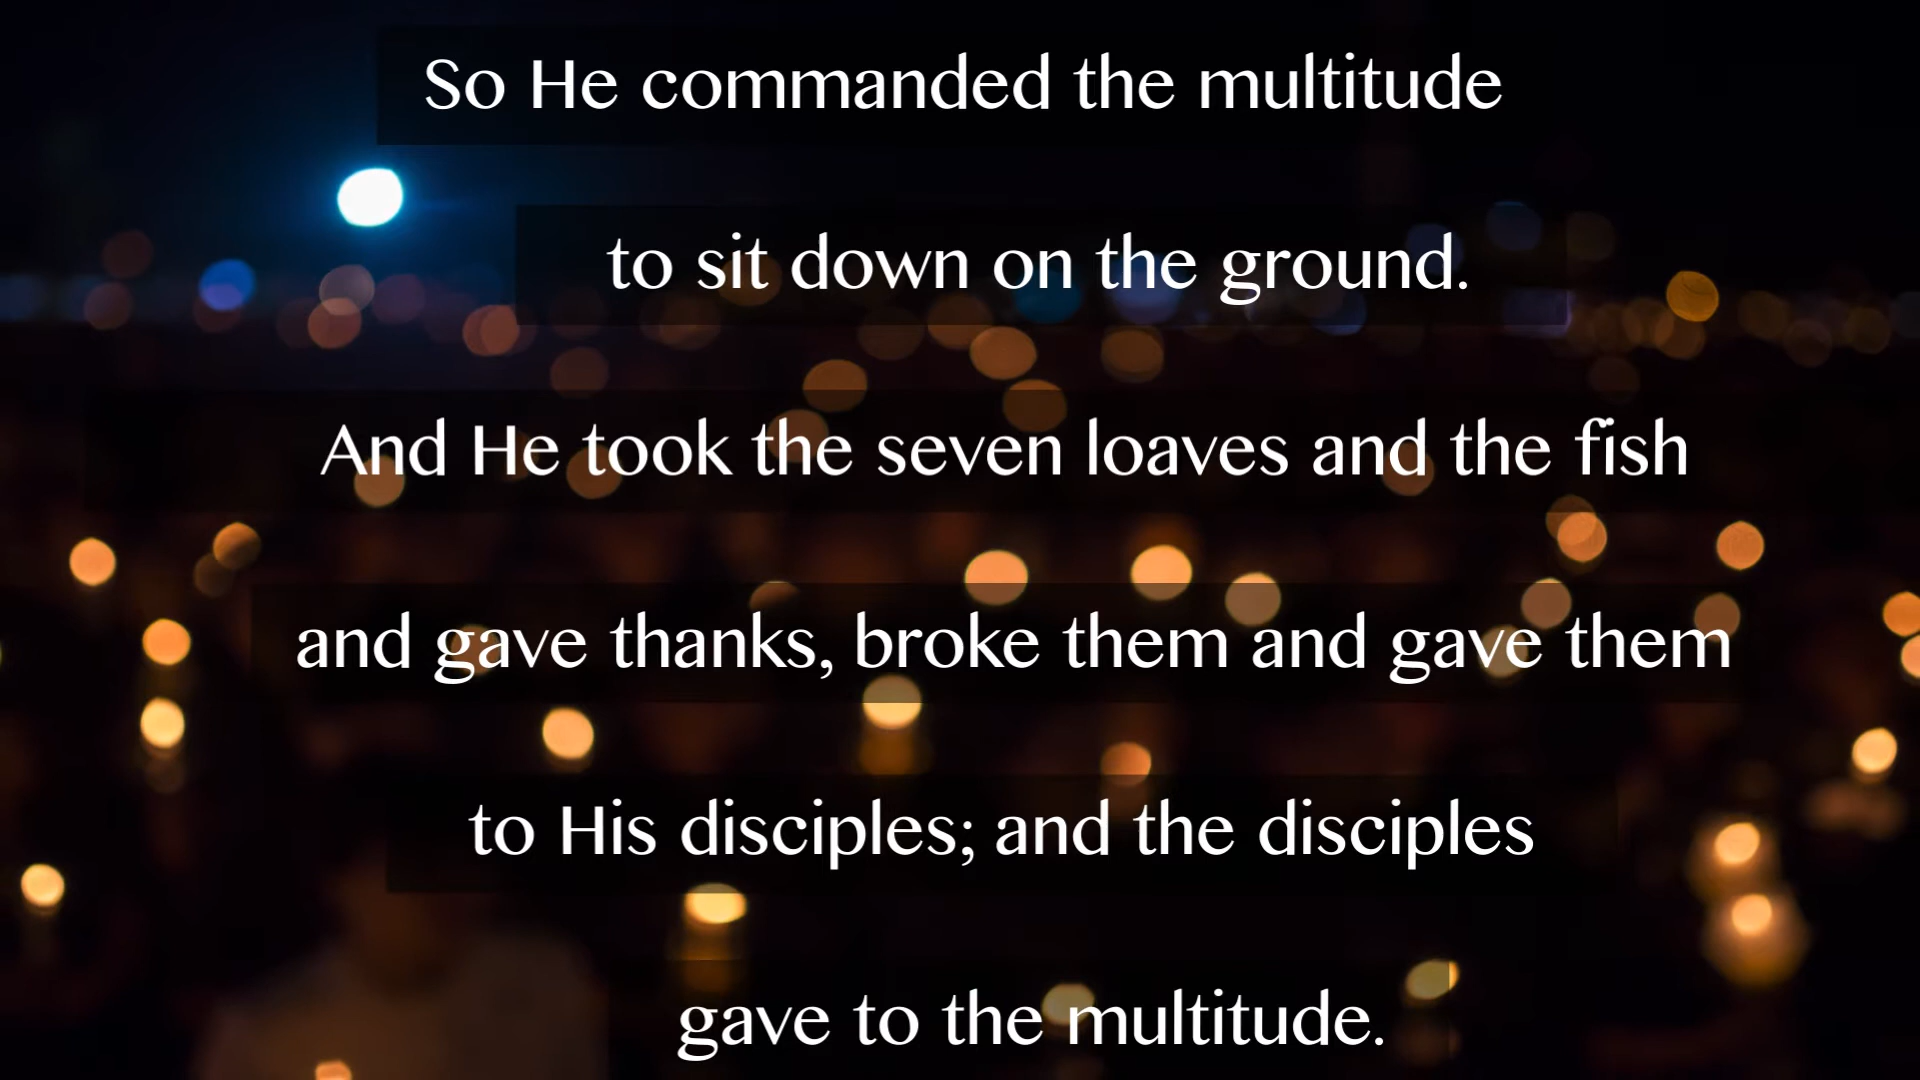 So He commanded the multitude
to sit down on the ground.
And He took the seven loaves and the fish
and gave thanks, broke them and gave them
to His disciples; and the disciples
gave to the multitude.